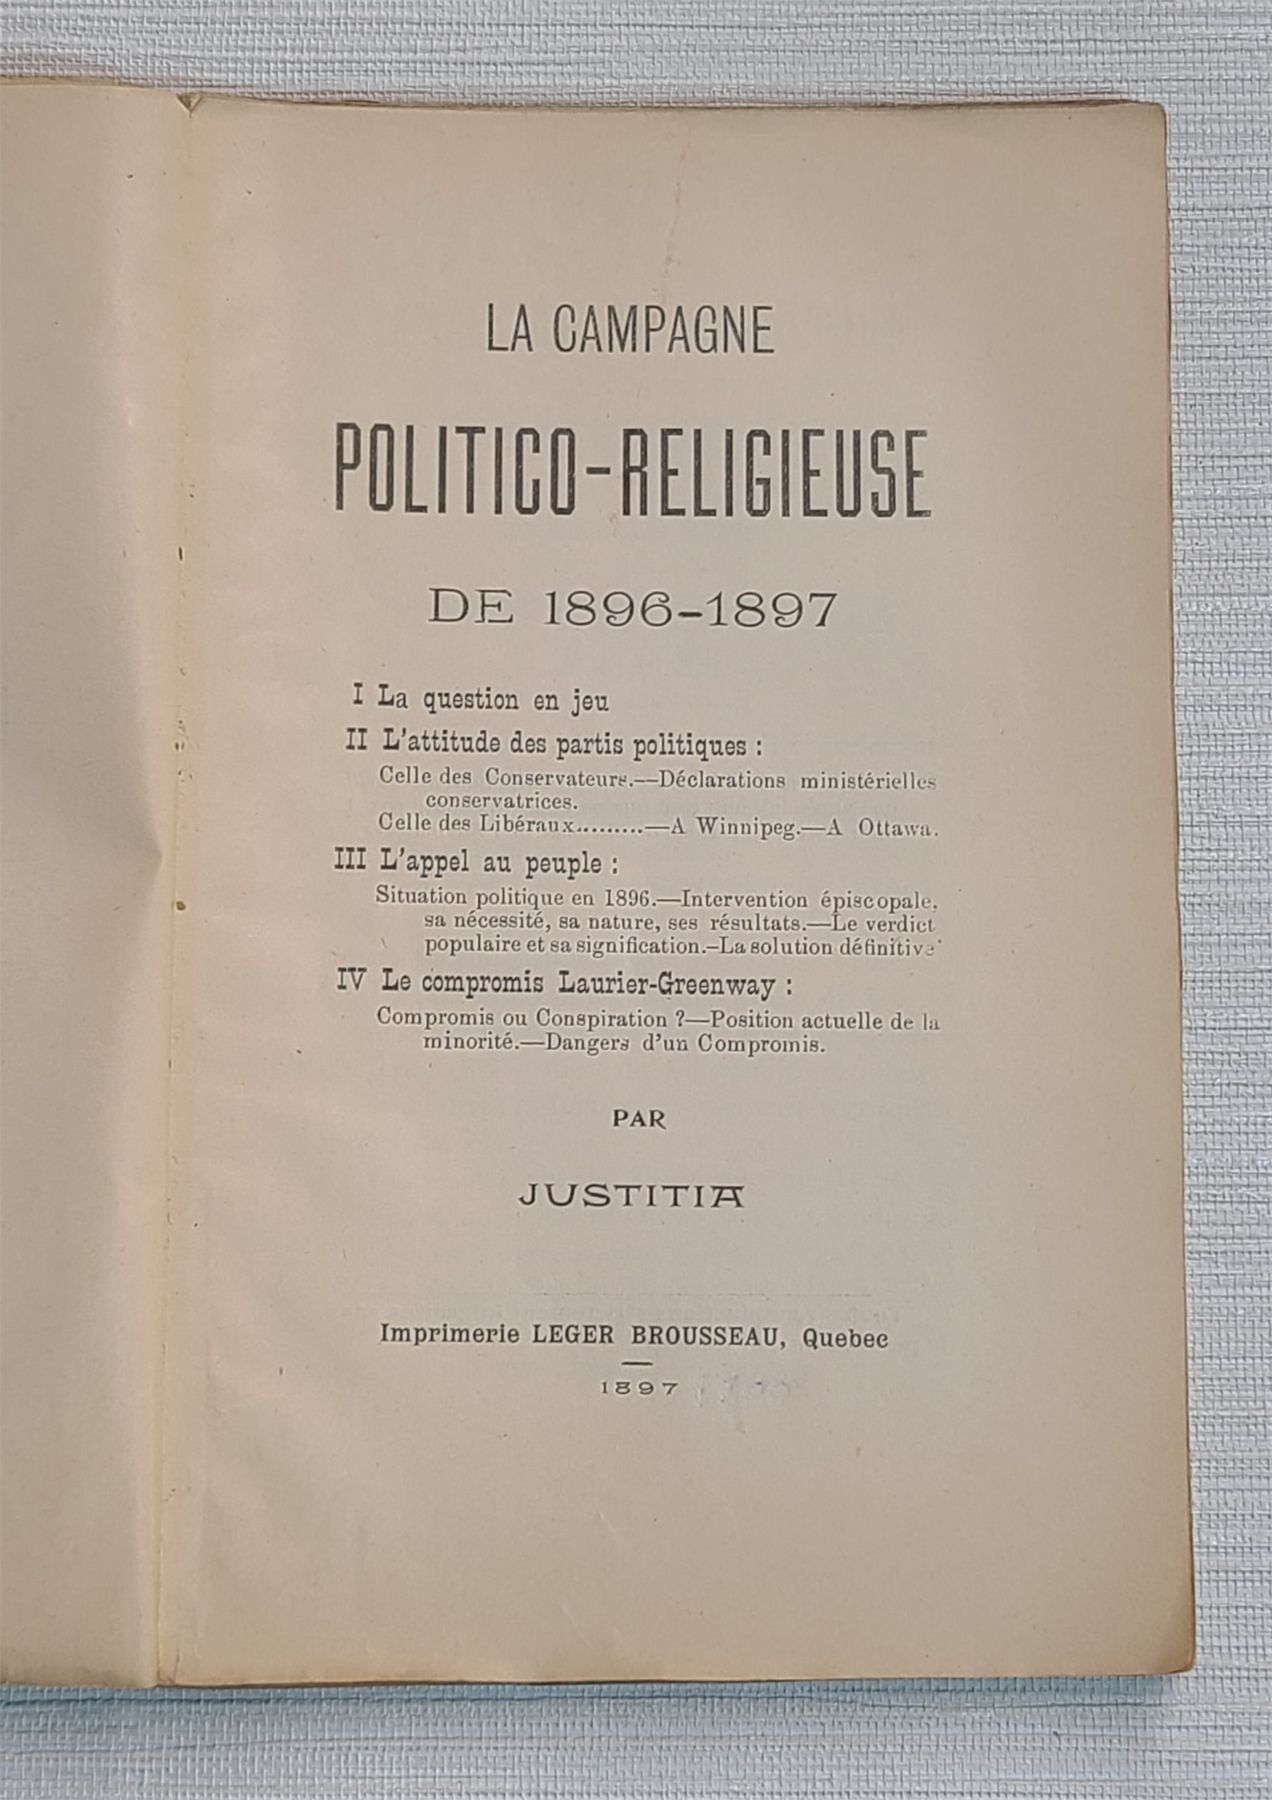 LA CAMPAGNE
POLITICO-RELIGIEUSE
DE 1896-1897
I La question en jeu
II L'attitude des partis politiques :
Celle des Conservateurs.—Déclarations ministérielles
conservatrices.
Celle des Libéraux.........—A Winnipeg.—A Ottawa.
III L'appel au peuple :
Situation politique en 1896.—Intervention épiscopale,
sa nécessité, sa nature, ses résultats.—Le verdict
populaire et sa signification.—La solution définitive
IV Le compromis Laurier-Greenway :
Compromis ou Conspiration ?—Position actuelle de la
minorité.—Dangers d'un Compromis.
PAR
JUSTITIA
Imprimerie LEGER BROUSSEAU, Quebec
1897